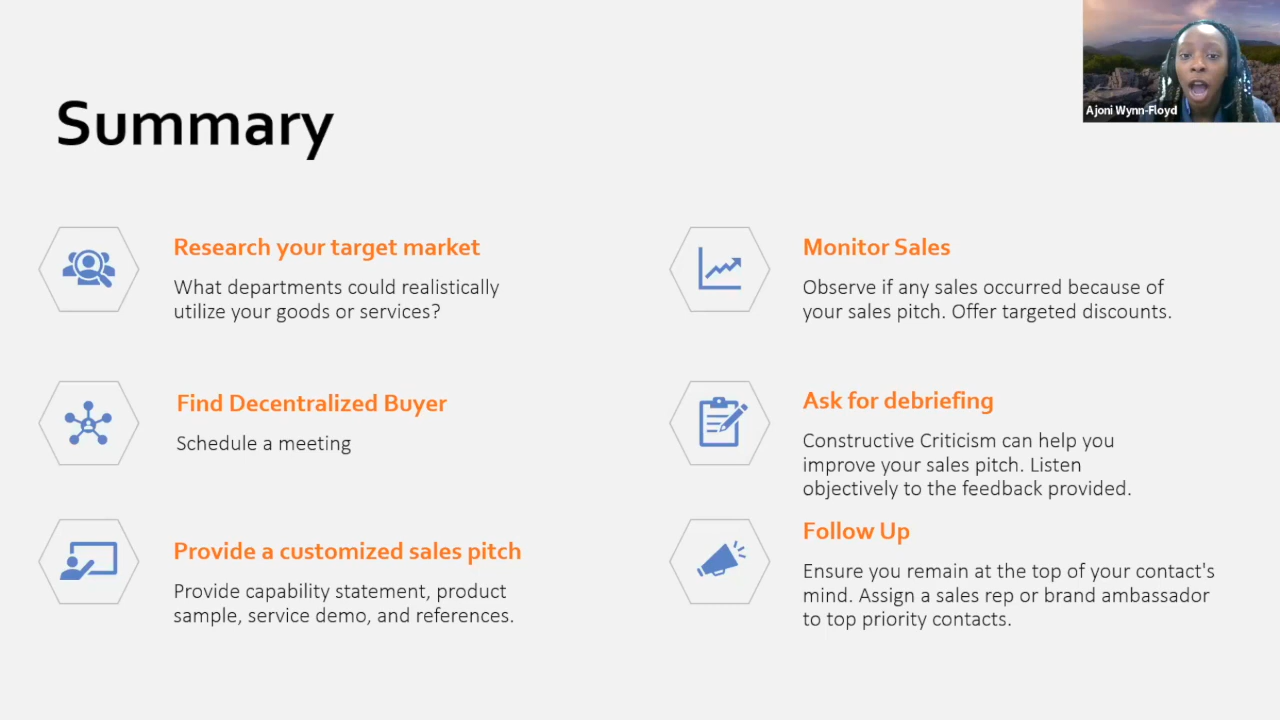 Summary
Ajoni Wynn-Floyd
Research your target market
What departments could realistically
utilize your goods or services?
Find Decentralized Buyer
Schedule a meeting
Provide a customized sales pitch
Provide capability statement, product
sample, service demo, and references.
Monitor Sales
Observe if any sales occurred because of
your sales pitch. Offer targeted discounts.
Ask for debriefing
Constructive Criticism can help you
improve your sales pitch. Listen
objectively to the feedback provided.
Follow Up
Ensure you remain at the top of your contact's
mind. Assign a sales rep or brand ambassador
to top priority contacts.